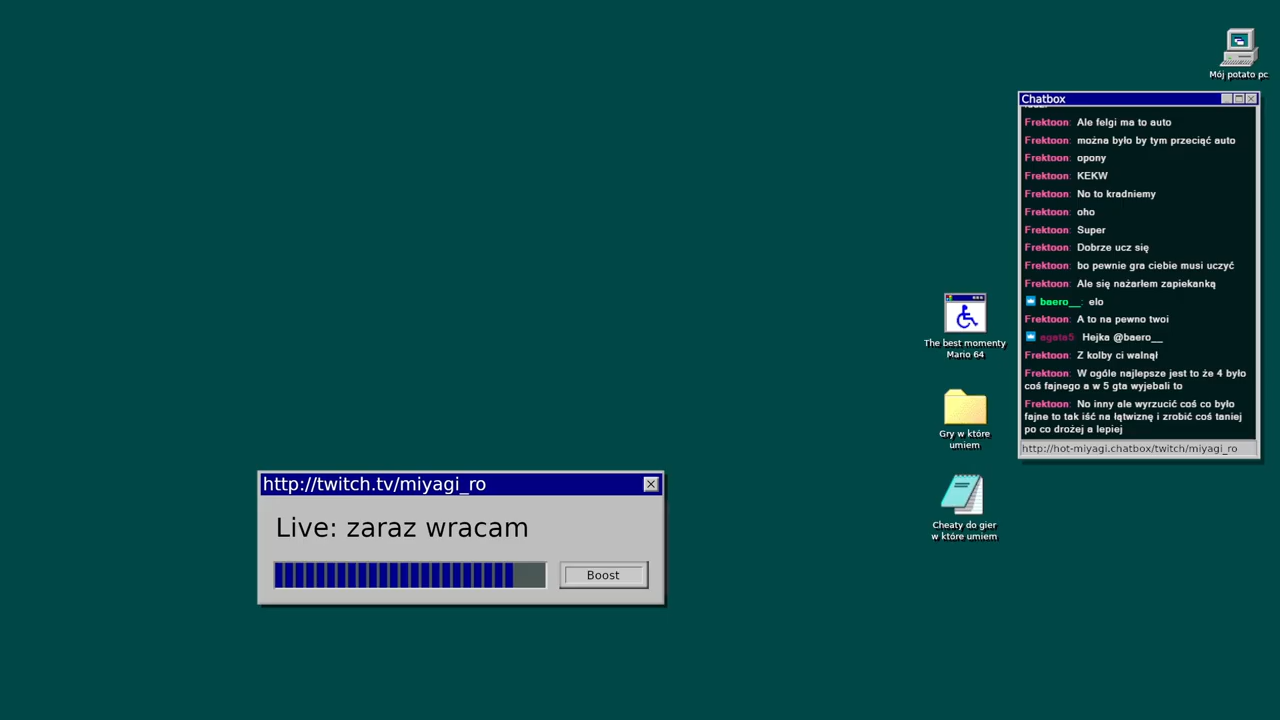 Mój potato pc
Chatbox
Frektoon: Ale felgi ma to auto
Frektoon: można było by tym przeciąć auto
Frektoon: opony
Frektoon: KEKW
Frektoon: No to kradniemy
Frektoon: oho
Frektoon: Super
Frektoon: Dobrze ucz się
Frektoon: bo pewnie gra ciebie musi uczyć
Frektoon: Ale się nażarłem zapiekanką
baero__: elo
Frektoon: A to na pewno twoi
agata5 Hejka @baero__
Frektoon: Z kolby ci walnął
Frektoon: W ogóle najlepsze jest to że 4 było
coś fajnego a w 5 gta wyjebali to
Frektoon: No inny ale wyrzucić coś co było
fajne to tak iść na łątwiznę i zrobić coś taniej
po co drożej a lepiej
http://hot-miyagi.chatbox/twitch/miyagi_ro
The best momenty
Mario 64
Gry w które
umiem
Cheaty do gier
w które umiem
http://twitch.tv/miyagi_ro
Live: zaraz wracam
Boost